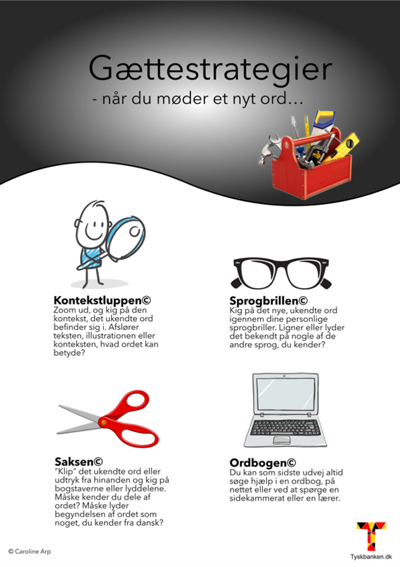 Gættestrategier
- når du møder et nyt ord...
Kontekstluppen©
Zoom ud, og kig på den
kontekst, det ukendte ord
befinder sig i. Afslører
teksten, illustrationen eller
konteksten, hvad ordet kan
betyde?
Sprogbrillen©
Kig på det nye, ukendte ord
igennem dine personlige
sprogbriller. Ligner eller lyder
det bekendt på nogle af de
andre sprog, du kender?
Saksen©
"Klip" det ukendte ord eller
udtryk fra hinanden og kig på
bogstaverne eller lyddelene.
Måske kender du dele af
ordet? Måske lyder
begyndelsen af ordet som
noget, du kender fra dansk?
Ordbogen©
Du kan som sidste udvej altid
søge hjælp i en ordbog, på
nettet eller ved at spørge en
sidekammerat eller en lærer.
© Caroline Arp
Tyskbanken.dk